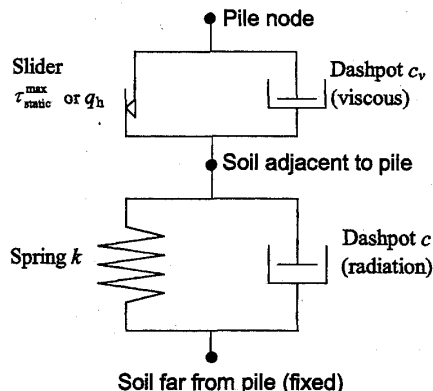 Pile node
Slider
τ_static^max or q_h
Dashpot c_v
(viscous)
Soil adjacent to pile
Spring k
Dashpot c
(radiation)
Soil far from pile (fixed)